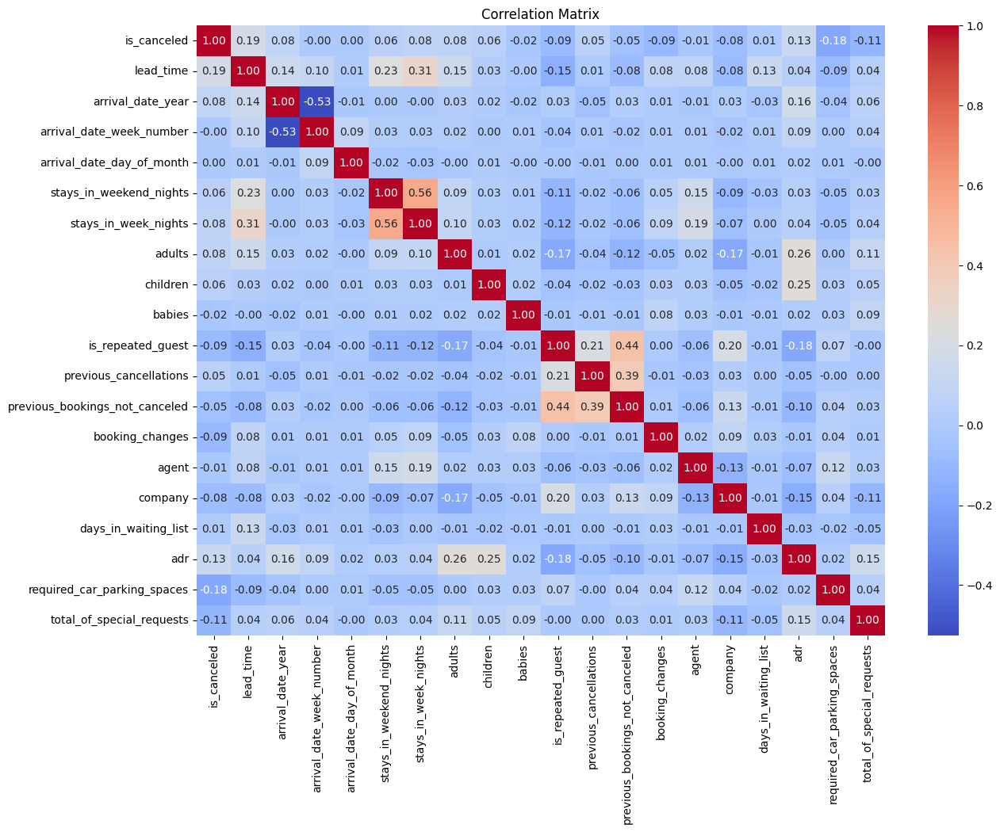 Correlation Matrix
is_canceled 1.00 0.19 0.08 -0.00 0.00 0.06 0.08 0.08 0.06 -0.02 -0.09 0.05 -0.05 -0.09 -0.01 -0.08 0.01 0.13 -0.18 -0.11
lead_time 0.19 1.00 0.14 0.10 0.01 0.23 0.31 0.15 0.03 -0.00 -0.15 0.01 -0.08 0.08 0.08 -0.08 0.13 0.04 -0.09 0.04
arrival_date_year 0.08 0.14 1.00 -0.53 -0.01 0.00 -0.00 0.03 0.02 -0.02 0.03 -0.05 0.03 0.01 -0.01 0.03 -0.03 0.16 -0.04 0.06
arrival_date_week_number -0.00 0.10 -0.53 1.00 0.09 0.03 0.03 0.02 0.00 0.01 -0.04 0.01 -0.02 0.01 0.01 -0.02 0.01 0.09 0.00 0.04
arrival_date_day_of_month 0.00 0.01 -0.01 0.09 1.00 -0.02 -0.03 -0.00 0.01 -0.00 -0.00 -0.01 0.00 0.01 0.01 -0.00 0.01 0.02 0.01 -0.00
stays_in_weekend_nights 0.06 0.23 0.00 0.03 -0.02 1.00 0.56 0.09 0.03 0.01 -0.11 -0.02 -0.06 0.05 0.15 -0.09 -0.03 0.03 -0.05 0.03
stays_in_week_nights 0.08 0.31 -0.00 0.03 -0.03 0.56 1.00 0.10 0.03 0.02 -0.12 -0.02 -0.06 0.09 0.19 -0.07 0.00 0.04 -0.05 0.04
adults 0.08 0.15 0.03 0.02 -0.00 0.09 0.10 1.00 0.01 0.02 -0.17 -0.04 -0.12 -0.05 0.02 -0.17 -0.01 0.26 0.00 0.11
children 0.06 0.03 0.02 0.00 0.01 0.03 0.03 0.01 1.00 0.02 -0.04 -0.02 -0.03 0.03 0.03 -0.05 -0.02 0.25 0.03 0.05
babies -0.02 -0.00 -0.02 0.01 -0.00 0.01 0.02 0.02 0.02 1.00 -0.01 -0.01 -0.01 0.08 0.03 -0.01 -0.01 0.02 0.03 0.09
is_repeated_guest -0.09 -0.15 0.03 -0.04 -0.00 -0.11 -0.12 -0.17 -0.04 -0.01 1.00 0.21 0.44 0.00 -0.06 0.20 -0.01 -0.18 0.07 -0.00
previous_cancellations 0.05 0.01 -0.05 0.01 -0.01 -0.02 -0.02 -0.04 -0.02 -0.01 0.21 1.00 0.39 -0.01 -0.03 0.03 0.00 -0.05 -0.00 0.00
previous_bookings_not_canceled -0.05 -0.08 0.03 -0.02 0.00 -0.06 -0.06 -0.12 -0.03 -0.01 0.44 0.39 1.00 0.01 -0.06 0.13 -0.01 -0.10 0.04 0.03
booking_changes -0.09 0.08 0.01 0.01 0.01 0.05 0.09 -0.05 0.03 0.08 0.00 -0.01 0.01 1.00 0.02 0.09 0.03 -0.01 0.04 0.01
agent -0.01 0.08 -0.01 0.01 0.01 0.15 0.19 0.02 0.03 0.03 -0.06 -0.03 -0.06 0.02 1.00 -0.13 -0.01 -0.07 0.12 0.03
company -0.08 -0.08 0.03 -0.02 -0.00 -0.09 -0.07 -0.17 -0.05 -0.01 0.20 0.03 0.13 0.09 -0.13 1.00 -0.01 -0.15 0.04 -0.11
days_in_waiting_list 0.01 0.13 -0.03 0.01 0.01 -0.03 0.00 -0.01 -0.02 -0.01 -0.01 0.00 -0.01 0.03 -0.01 -0.01 1.00 -0.03 -0.02 -0.05
adr 0.13 0.04 0.16 0.09 0.02 0.03 0.04 0.26 0.25 0.02 -0.18 -0.05 -0.10 -0.01 -0.07 -0.15 -0.03 1.00 0.02 0.15
required_car_parking_spaces -0.18 -0.09 -0.04 0.00 0.01 -0.05 -0.05 0.00 0.03 0.03 0.07 -0.00 0.04 0.04 0.12 0.04 -0.02 0.02 1.00 0.04
total_of_special_requests -0.11 0.04 0.06 0.04 -0.00 0.03 0.04 0.11 0.05 0.09 -0.00 0.00 0.03 0.01 0.03 -0.11 -0.05 0.15 0.04 1.00
is_canceled
lead_time
arrival_date_year
arrival_date_week_number
arrival_date_day_of_month
stays_in_weekend_nights
stays_in_week_nights
adults
children
babies
is_repeated_guest
previous_cancellations
previous_bookings_not_canceled
booking_changes
agent
company
days_in_waiting_list
adr
required_car_parking_spaces
total_of_special_requests
1.0
0.8
0.6
0.4
0.2
0.0
−0.2
−0.4